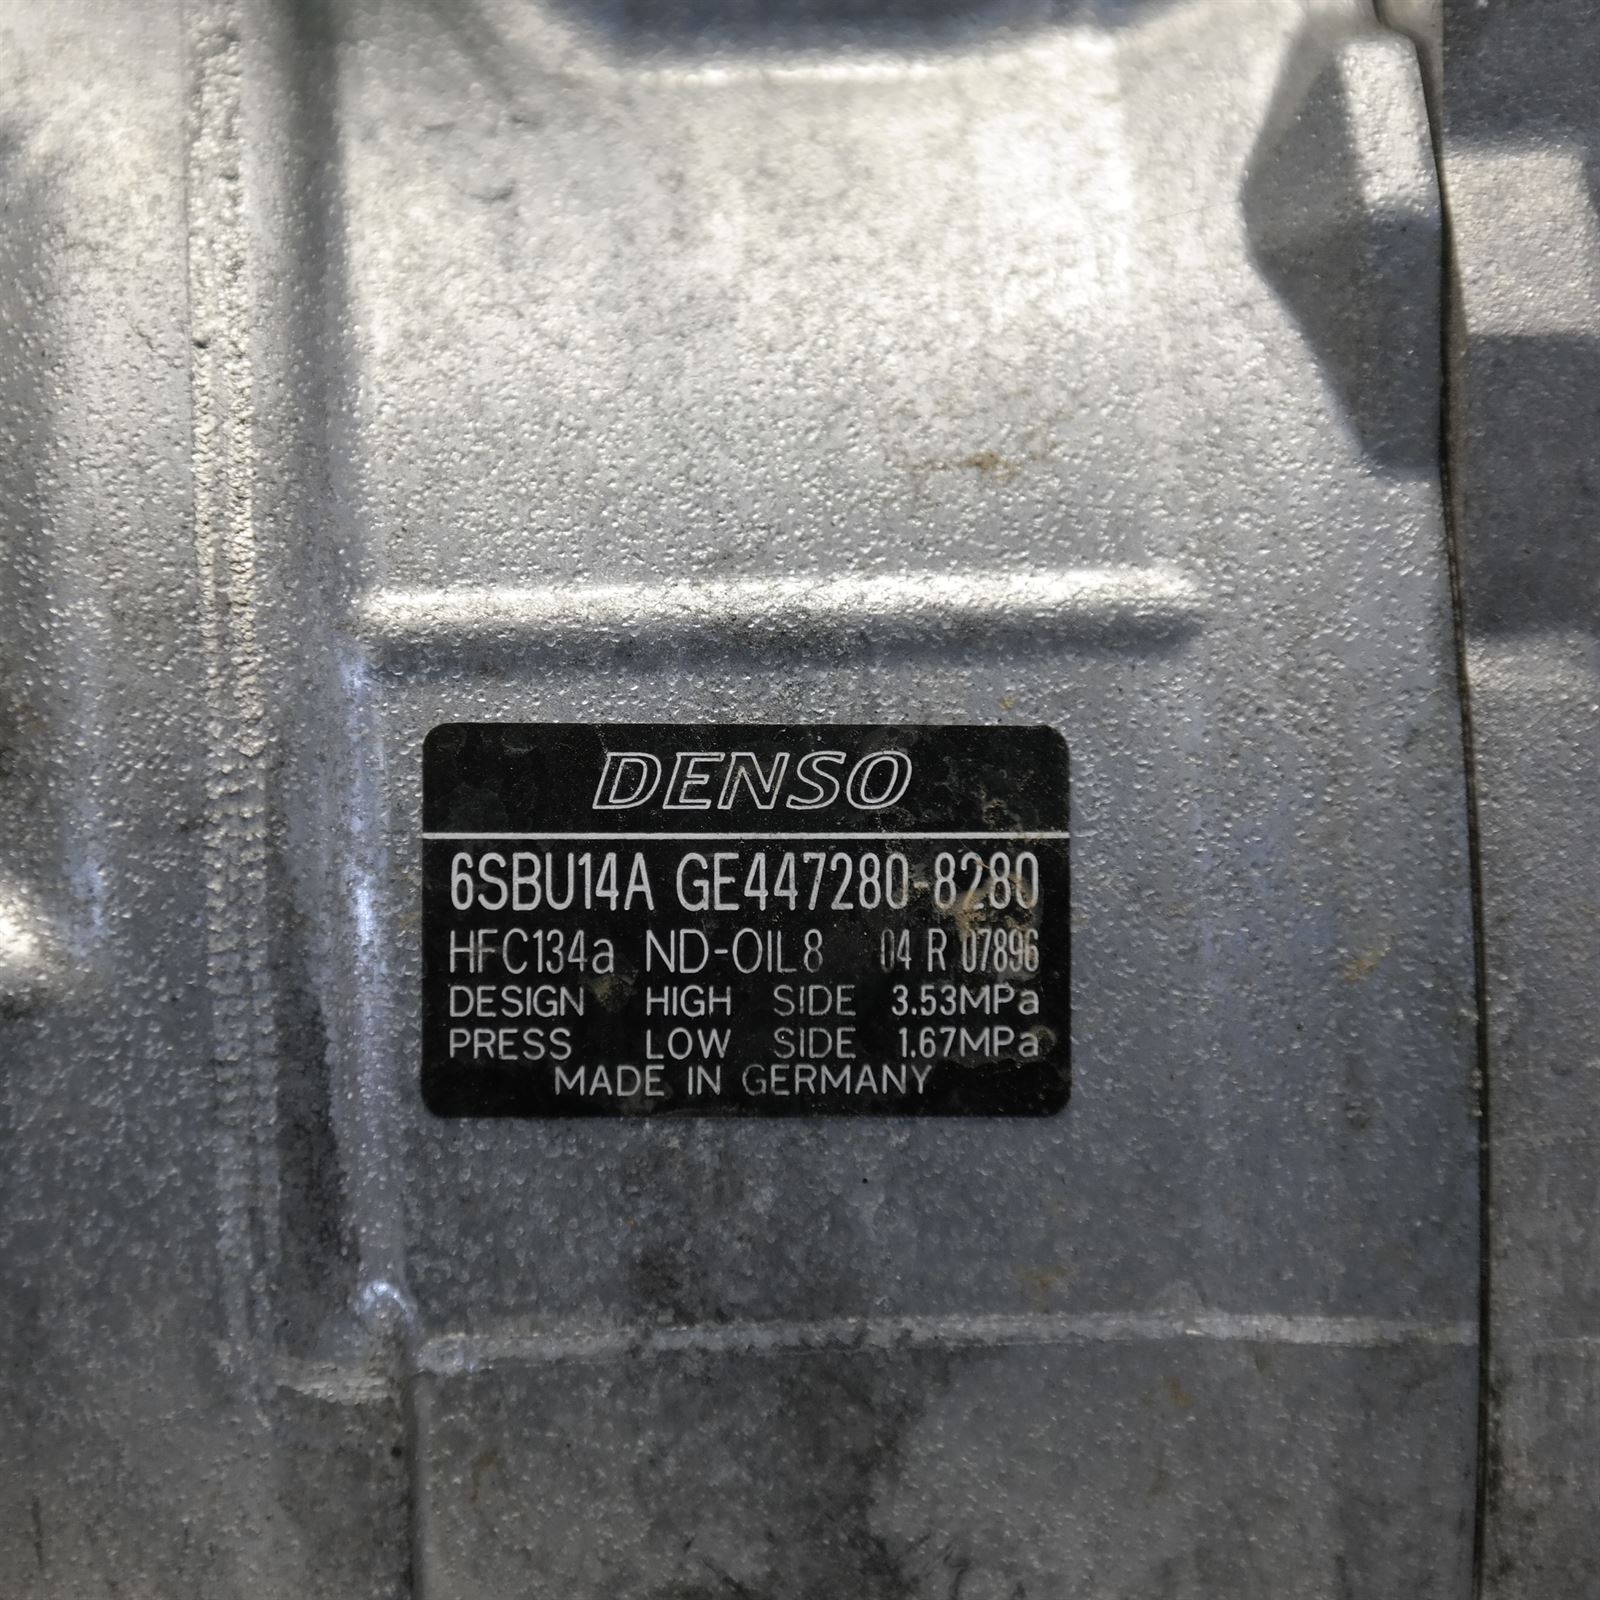 DENSO
6SBU14A GE447280-8280
HFC134a ND-OIL8 04 R 07896
DESIGN HIGH SIDE 3.53MPa
PRESS LOW SIDE 1.67MPa
MADE IN GERMANY